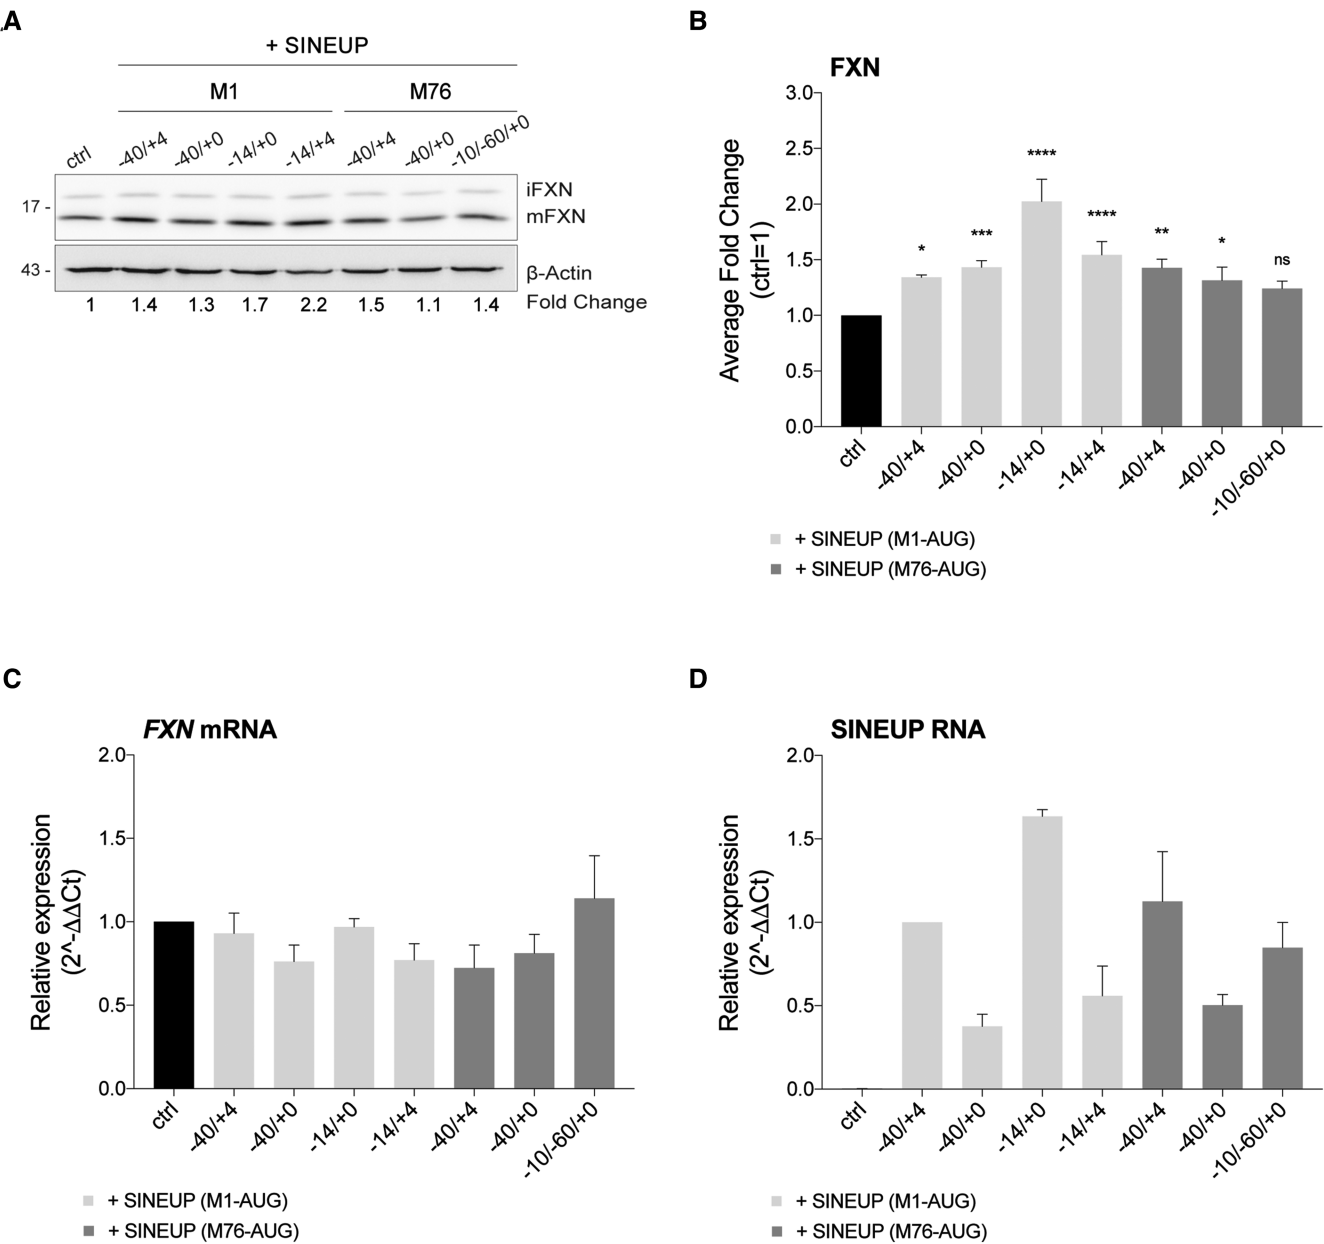 A
+ SINEUP
M1 M76
ctrl -40/+4 -40/+0 -14/+0 -14/+4 -40/+4 -40/+0 -10/-60/+0
iFXN
17 -
mFXN
43 - β-Actin
1 1.4 1.3 1.7 2.2 1.5 1.1 1.4 Fold Change
B
FXN
Average Fold Change
(ctrl=1)
3.0
2.5
2.0
1.5
1.0
0.5
0.0
* *** **** **** ** * ns
ctrl -40/+4 -40/+0 -14/+0 -14/+4 -40/+4 -40/+0 -10/-60/+0
+ SINEUP (M1-AUG)
+ SINEUP (M76-AUG)
C
FXN mRNA
Relative expression
(2^-ΔΔCt)
2.0
1.5
1.0
0.5
0.0
ctrl -40/+4 -40/+0 -14/+0 -14/+4 -40/+4 -40/+0 -10/-60/+0
+ SINEUP (M1-AUG)
+ SINEUP (M76-AUG)
D
SINEUP RNA
Relative expression
(2^-ΔΔCt)
2.0
1.5
1.0
0.5
0.0
ctrl -40/+4 -40/+0 -14/+0 -14/+4 -40/+4 -40/+0 -10/-60/+0
+ SINEUP (M1-AUG)
+ SINEUP (M76-AUG)